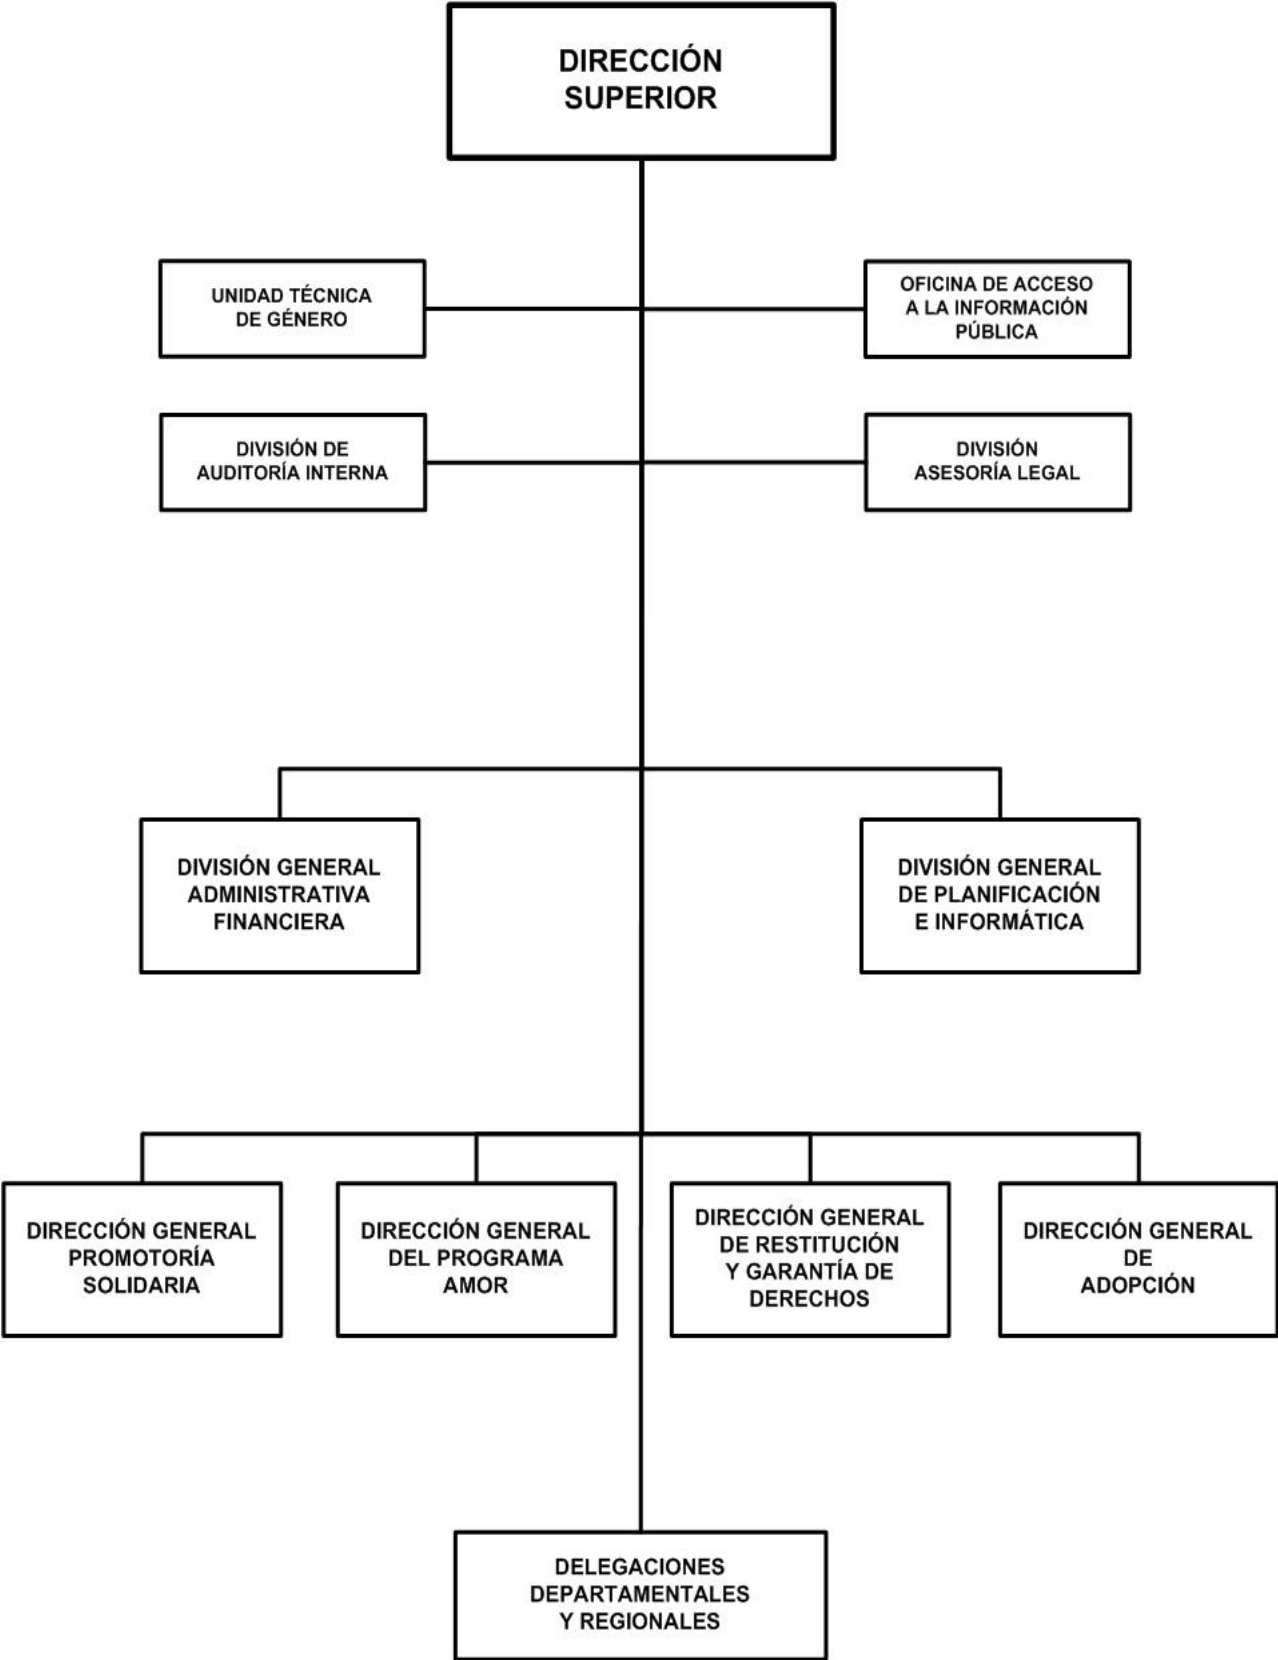 DIRECCIÓN
SUPERIOR
UNIDAD TÉCNICA
DE GÉNERO
OFICINA DE ACCESO
A LA INFORMACIÓN
PÚBLICA
DIVISIÓN DE
AUDITORÍA INTERNA
DIVISIÓN
ASESORÍA LEGAL
DIVISIÓN GENERAL
ADMINISTRATIVA
FINANCIERA
DIVISIÓN GENERAL
DE PLANIFICACIÓN
E INFORMÁTICA
DIRECCIÓN GENERAL
PROMOTORÍA
SOLIDARIA
DIRECCIÓN GENERAL
DEL PROGRAMA
AMOR
DIRECCIÓN GENERAL
DE RESTITUCIÓN
Y GARANTÍA DE
DERECHOS
DIRECCIÓN GENERAL
DE
ADOPCIÓN
DELEGACIONES
DEPARTAMENTALES
Y REGIONALES